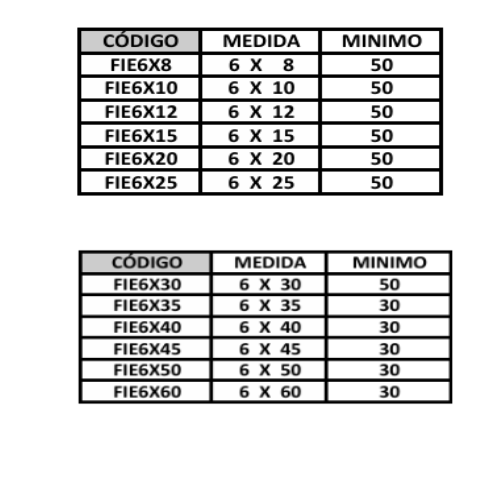 CÓDIGO MEDIDA MINIMO
FIE6X8 6 X 8 50
FIE6X10 6 X 10 50
FIE6X12 6 X 12 50
FIE6X15 6 X 15 50
FIE6X20 6 X 20 50
FIE6X25 6 X 25 50
CÓDIGO MEDIDA MINIMO
FIE6X30 6 X 30 50
FIE6X35 6 X 35 30
FIE6X40 6 X 40 30
FIE6X45 6 X 45 30
FIE6X50 6 X 50 30
FIE6X60 6 X 60 30